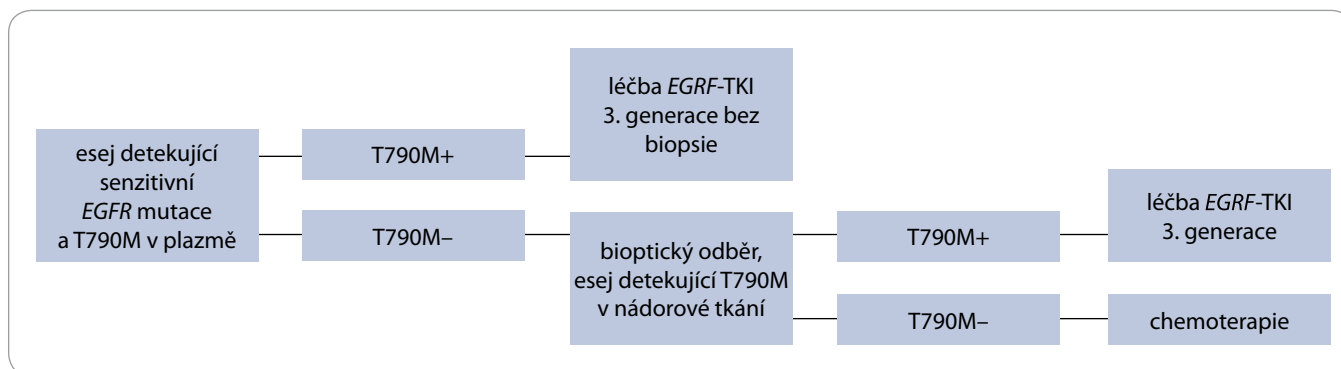 esej detekující
senzitivní
EGFR mutace
a T790M v plazmě
T790M+
léčba EGRF-TKI
3. generace bez
biopsie
T790M–
bioptický odběr,
esej detekující T790M
v nádorové tkání
T790M+
léčba EGRF-TKI
3. generace
T790M–
chemoterapie